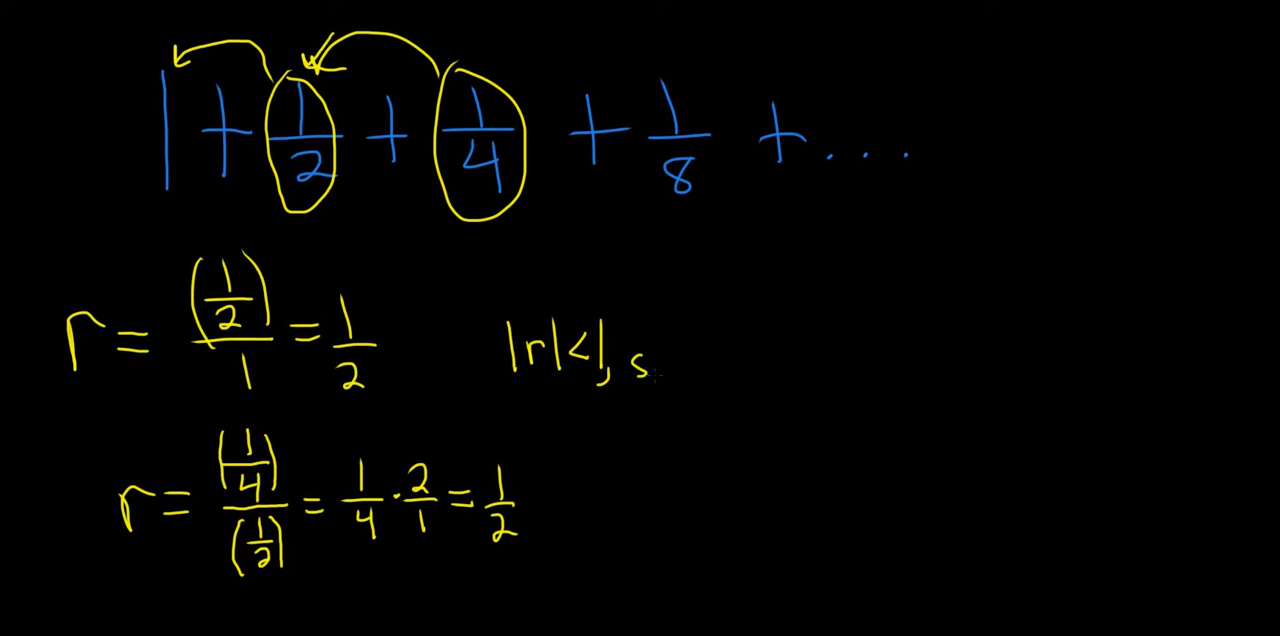 1 + 1/2 + 1/4 + 1/8 + ....
r = (1/2)/1 = 1/2 |r|<1, s
r = (1/4)/(1/2) = 1/4 · 2/1 = 1/2